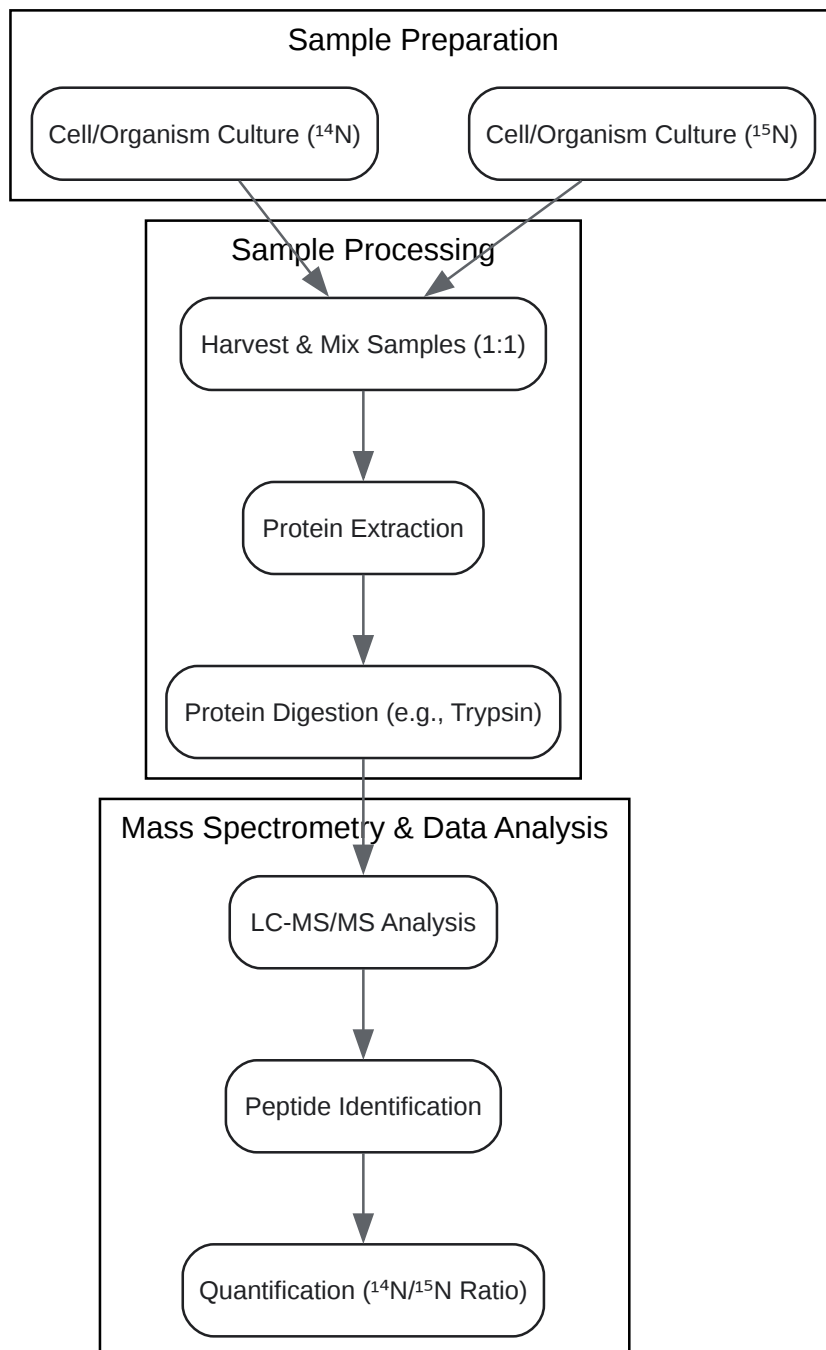 Sample Preparation
Cell/Organism Culture (¹⁴N)
Cell/Organism Culture (¹⁵N)
Sample Processing
Harvest & Mix Samples (1:1)
Protein Extraction
Protein Digestion (e.g., Trypsin)
Mass Spectrometry & Data Analysis
LC-MS/MS Analysis
Peptide Identification
Quantification (¹⁴N/¹⁵N Ratio)